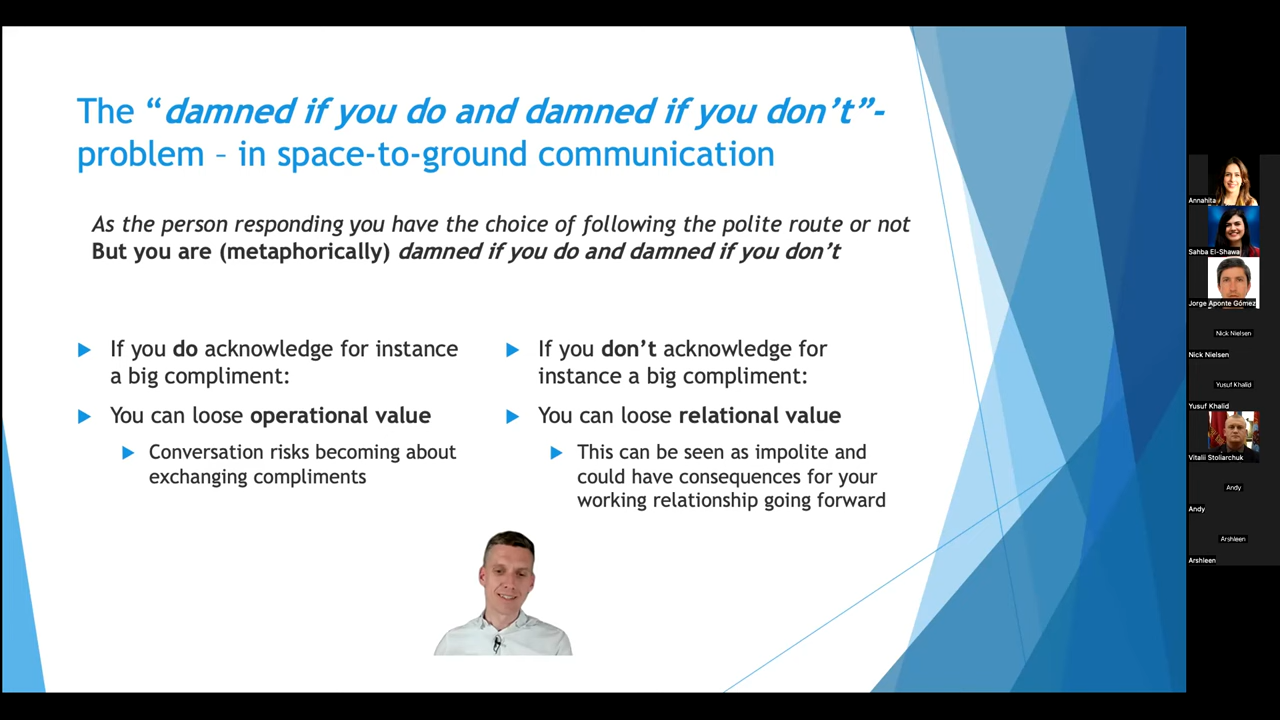 The “damned if you do and damned if you don’t”-
problem – in space-to-ground communication
As the person responding you have the choice of following the polite route or not
But you are (metaphorically) damned if you do and damned if you don’t
If you do acknowledge for instance
a big compliment:
You can loose operational value
Conversation risks becoming about
exchanging compliments
If you don’t acknowledge for
instance a big compliment:
You can loose relational value
This can be seen as impolite and
could have consequences for your
working relationship going forward
Annahita
Sahba El-Shawa
Jorge Aponte Gómez
Nick Nielsen
Nick Nielsen
Yusuf Khalid
Yusuf Khalid
Vitalii Stoliarchuk
Andy
Andy
Arshleen
Arshleen